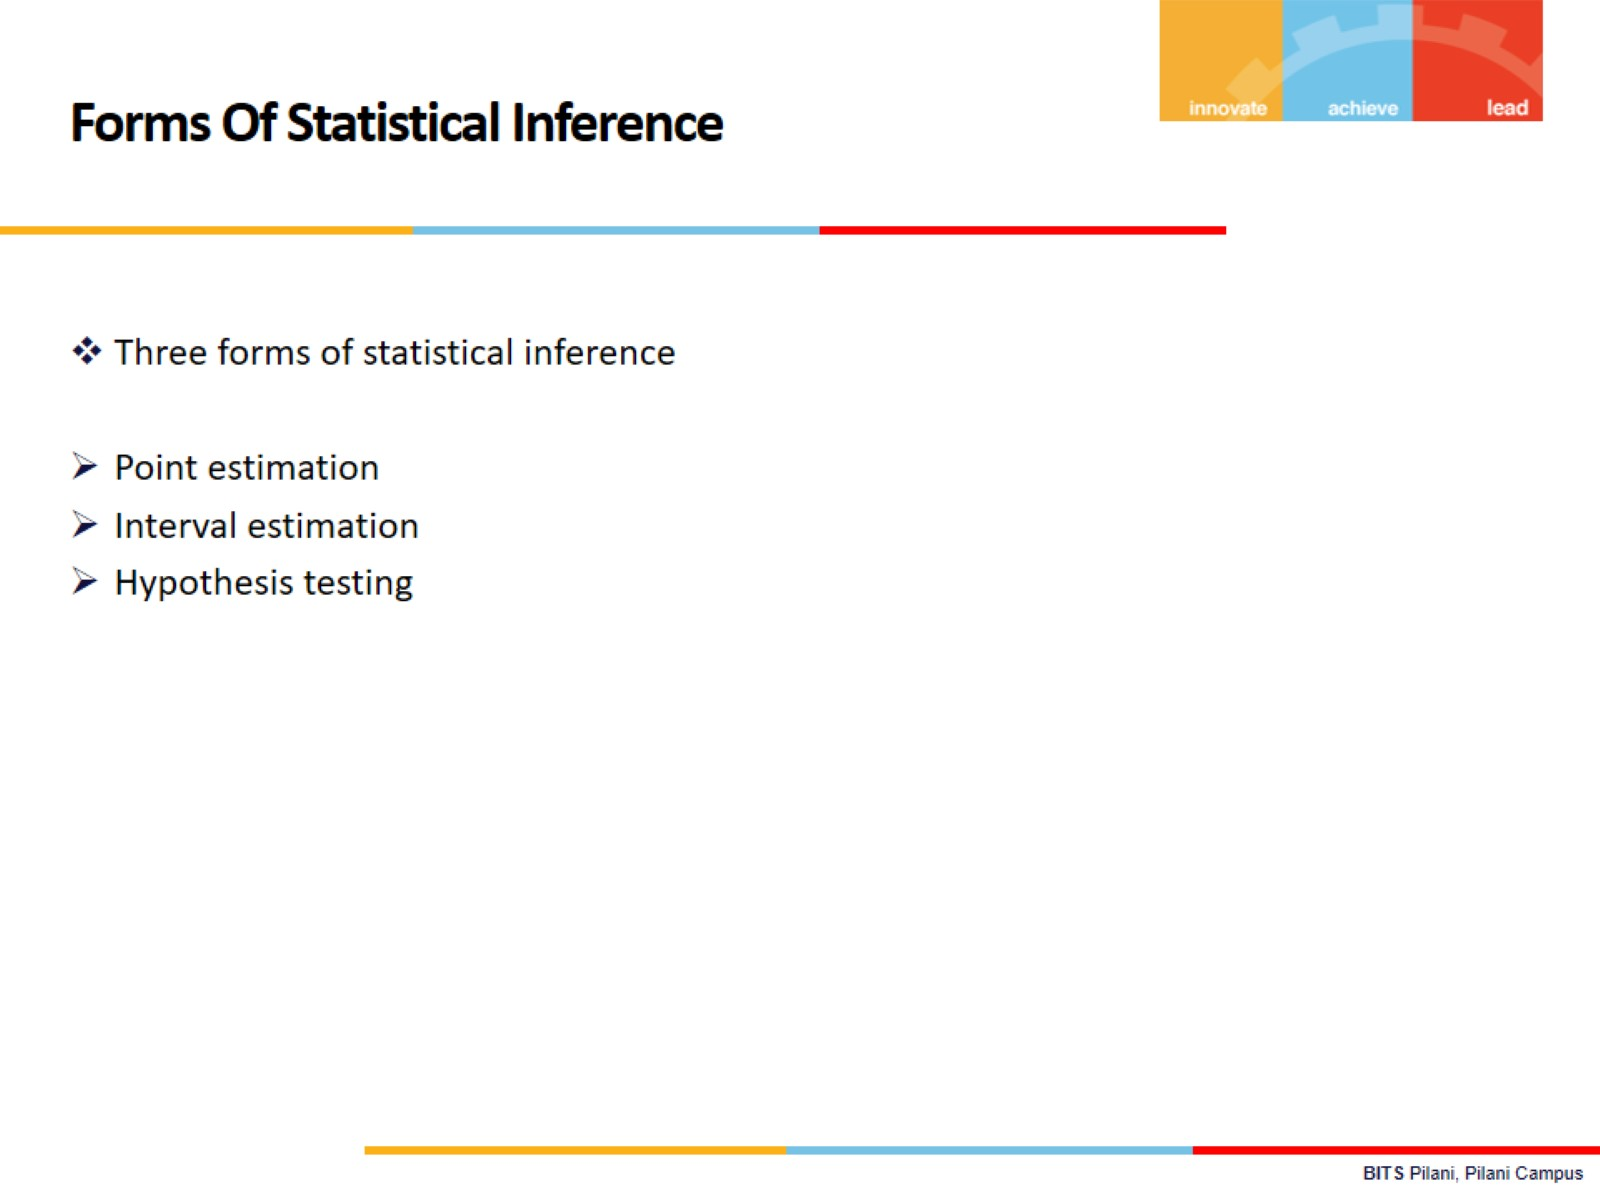 innovate achieve lead
Forms Of Statistical Inference
Three forms of statistical inference
Point estimation
Interval estimation
Hypothesis testing
BITS Pilani, Pilani Campus